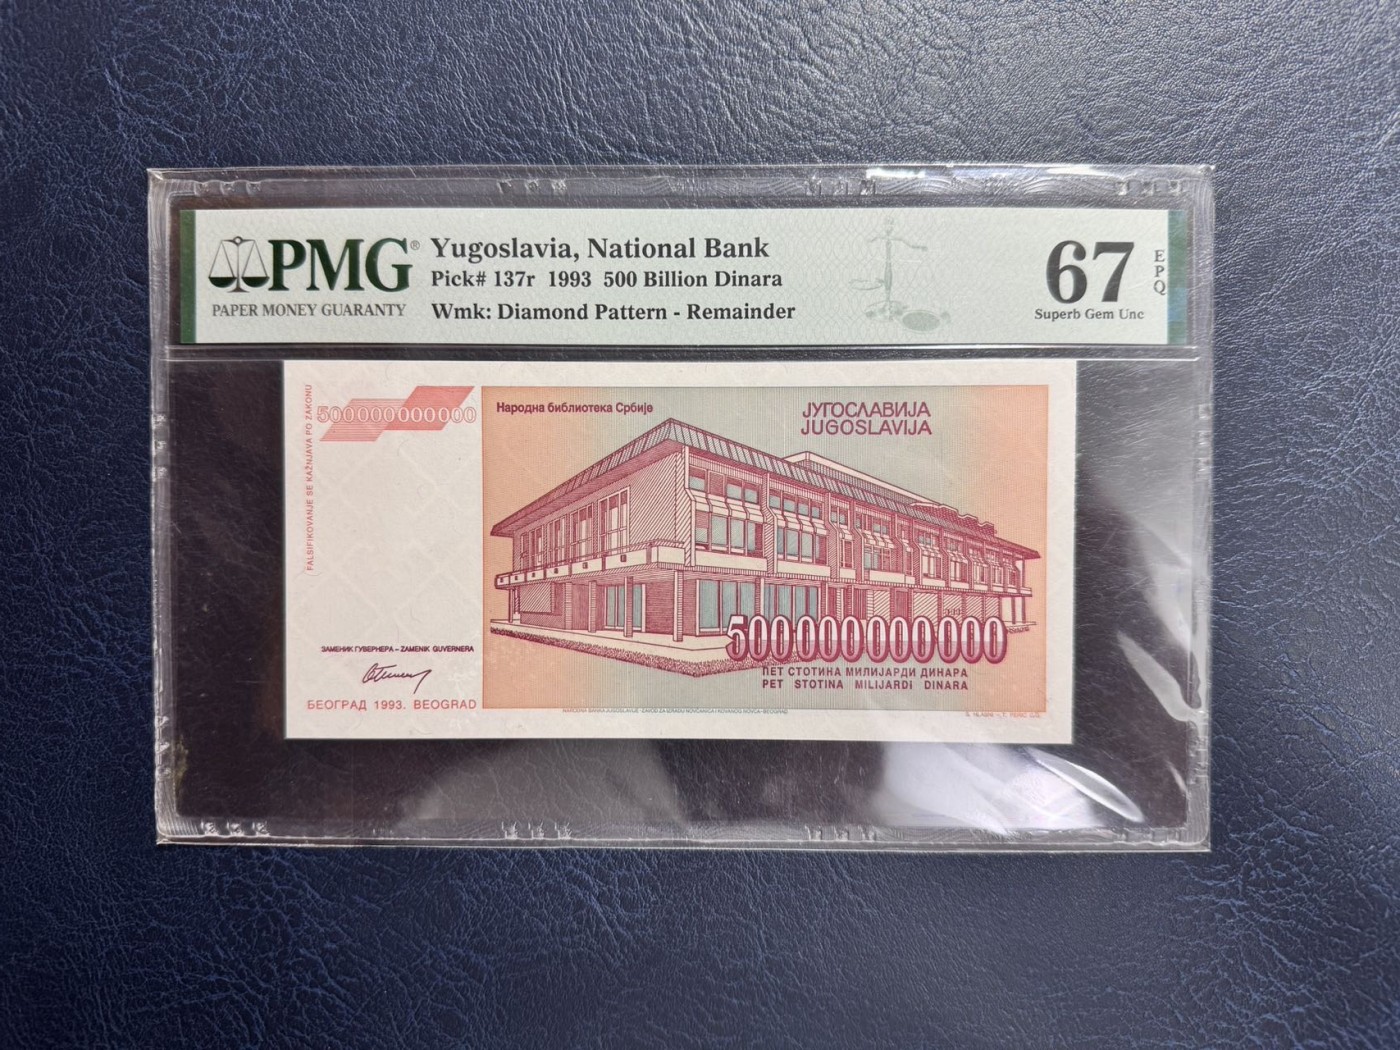 PMG®
PAPER MONEY GUARANTY
Yugoslavia, National Bank
Pick# 137r 1993 500 Billion Dinara
Wmk: Diamond Pattern - Remainder
67
Superb Gem Unc
EPQ
FALSIFIKOVANJE SE KAŽNJAVA PO ZAKONU
500000000000
Народна библиотека Србије
ЈУГОСЛАВИЈА
JUGOSLAVIJA
500000000000
ПЕТ СТОТИНА МИЛИЈАРДИ ДИНАРА
PET STOTINA MILIJARDI DINARA
ЗАМЕНИК ГУВЕРНЕРА – ZAMENIK GUVERNERA
БЕОГРАД 1993. BEOGRAD